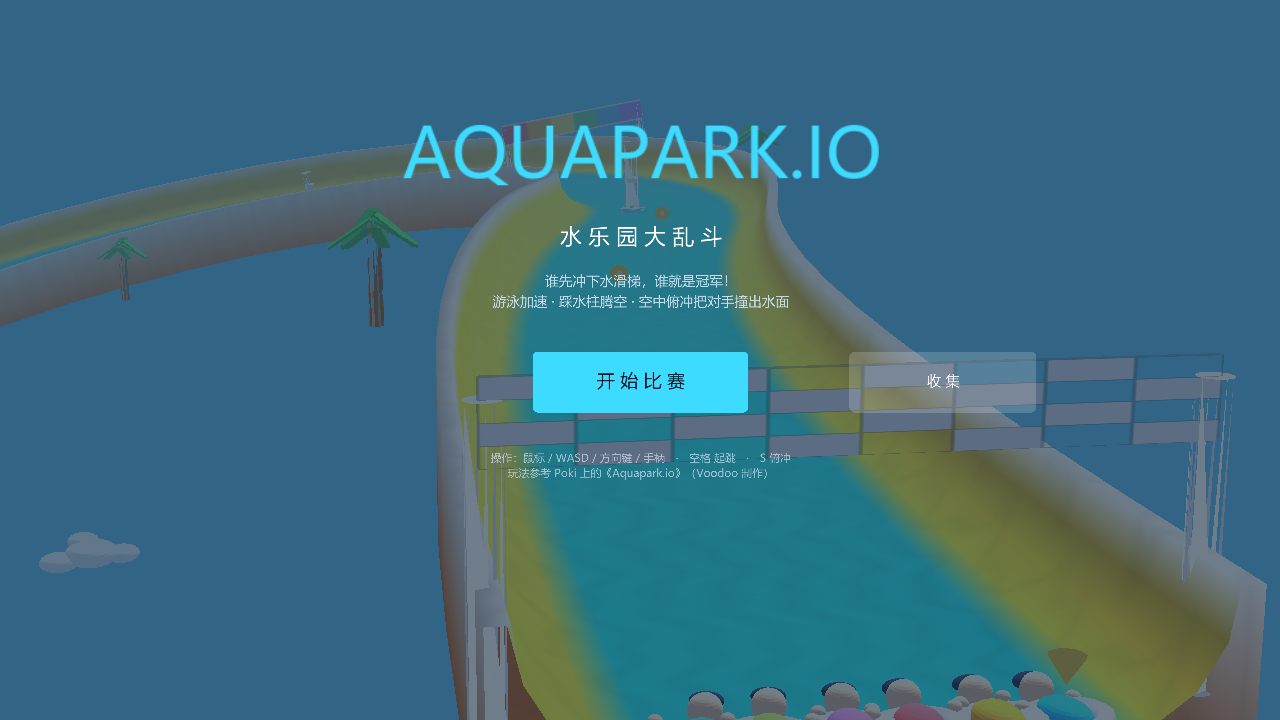 AQUAPARK.IO
水乐园大乱斗
谁先冲下水滑梯，谁就是冠军！
游泳加速 · 踩水柱腾空 · 空中俯冲把对手撞出水面
开始比赛
收集
操作：鼠标 / WASD / 方向键 / 手柄 · 空格 起跳 · S 俯冲
玩法参考 Poki 上的《Aquapark.io》（Voodoo 制作）